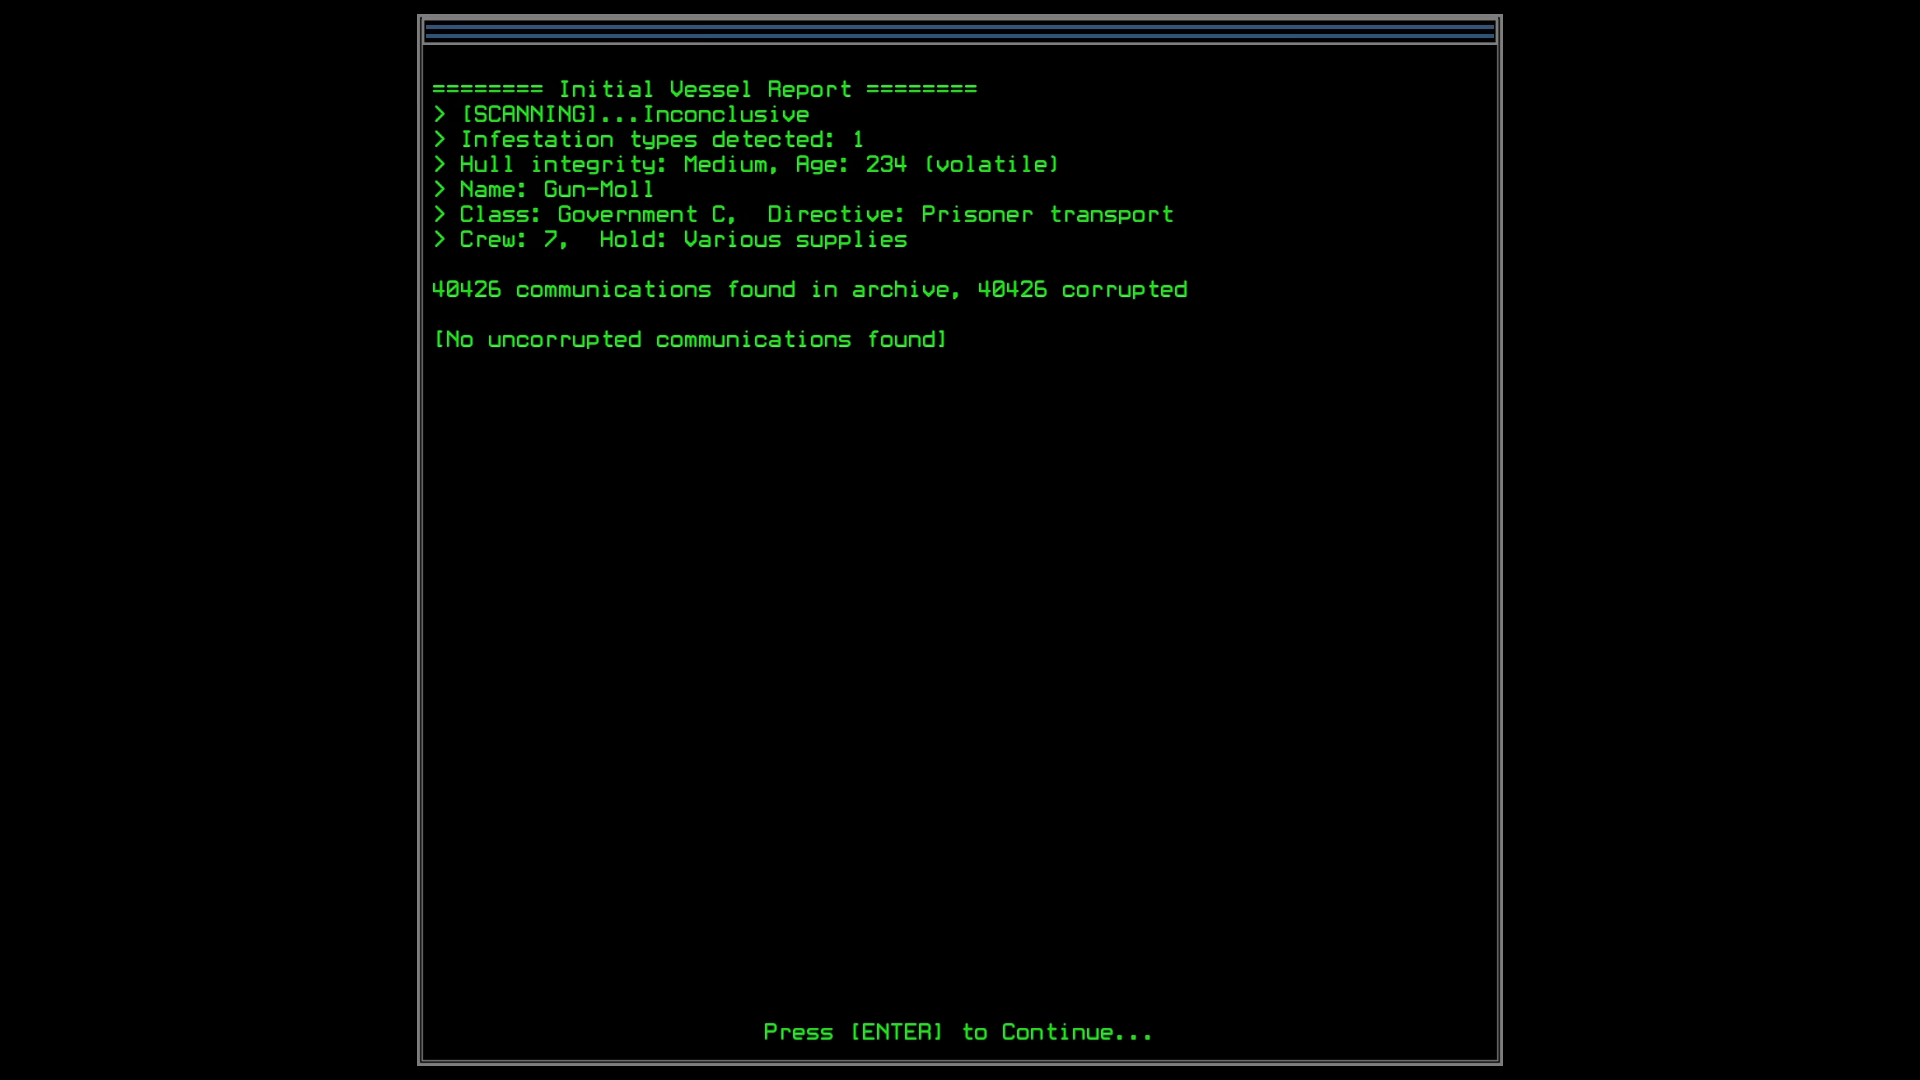 ======== Initial Vessel Report ========
> [SCANNING]...Inconclusive
> Infestation types detected: 1
> Hull integrity: Medium, Age: 234 (volatile)
> Name: Gun-Moll
> Class: Government C,  Directive: Prisoner transport
> Crew: 7,  Hold: Various supplies
40426 communications found in archive, 40426 corrupted
[No uncorrupted communications found]
Press [ENTER] to Continue...